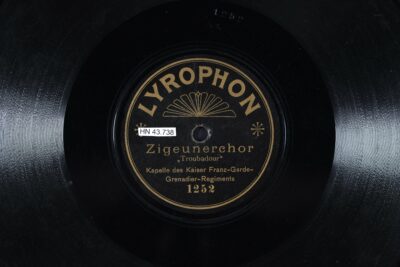 1252
LYROPHON
HN 43.738
Zigeunerchor
„Troubadour"
Kapelle des Kaiser Franz-Garde-
Grenadier-Regiments
1252